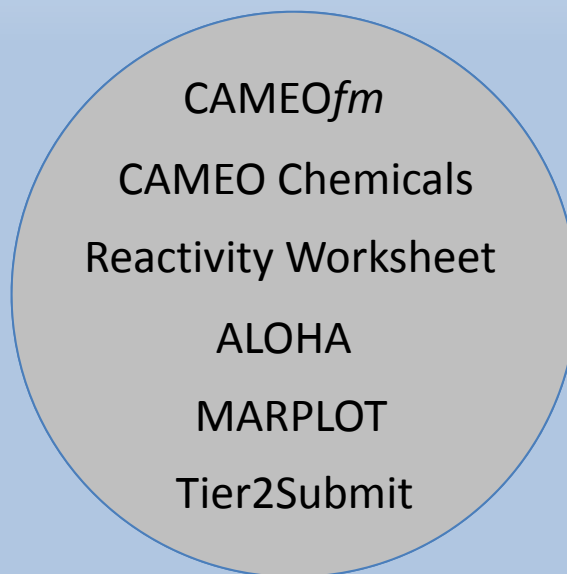 CAMEOfm
CAMEO Chemicals
Reactivity Worksheet
ALOHA
MARPLOT
Tier2Submit